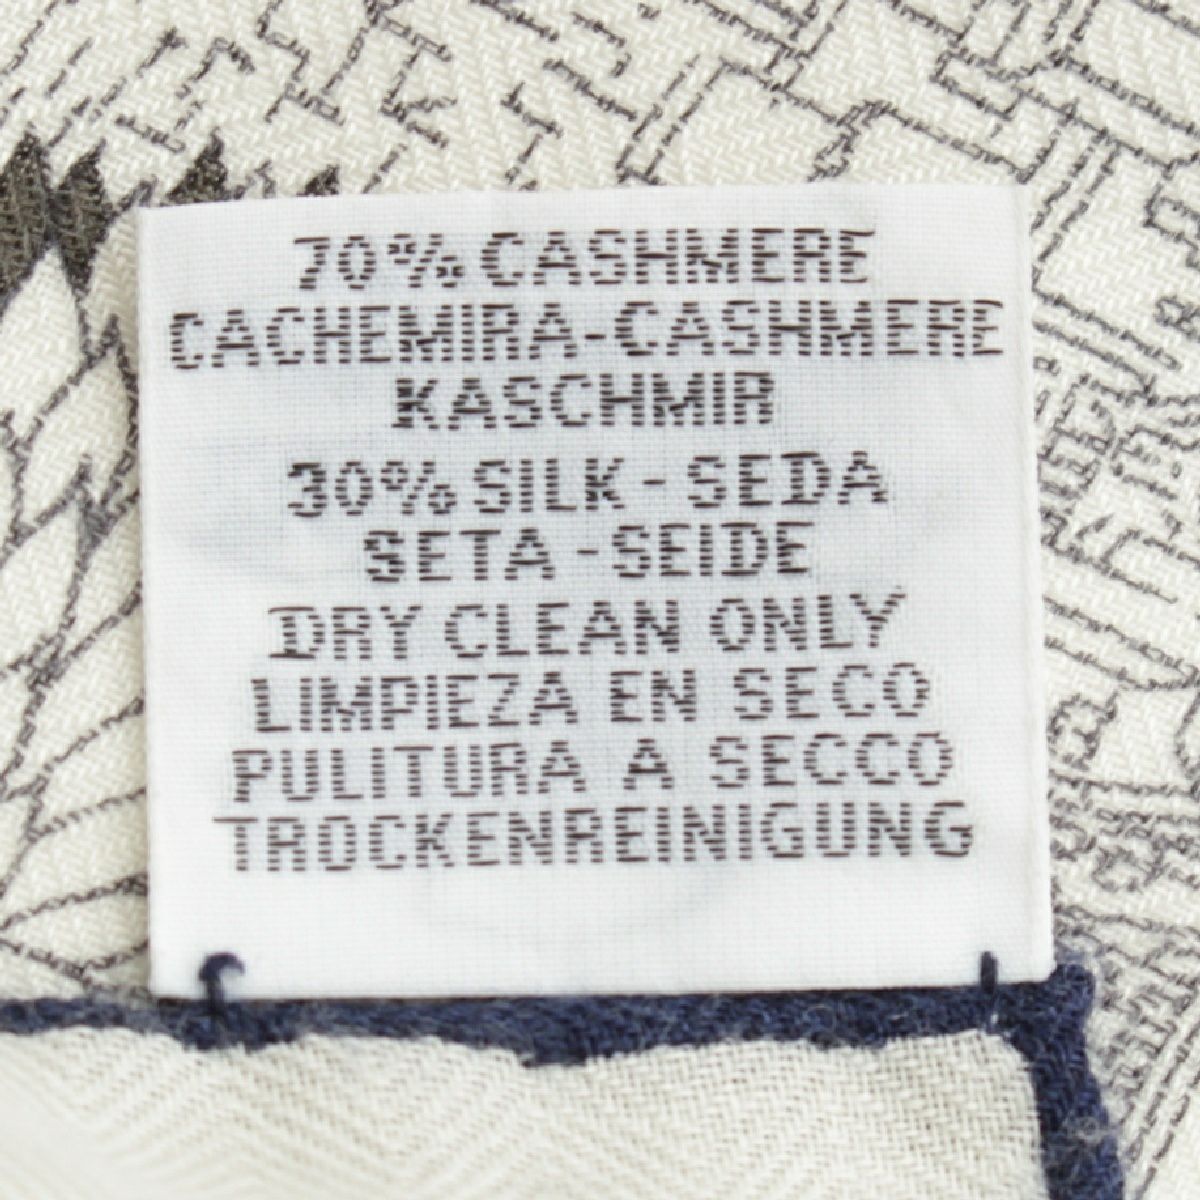 70% CASHMERE
CACHEMIRA-CASHMERE
KASCHMIR
30% SILK - SEDA
SETA - SEIDE
DRY CLEAN ONLY
LIMPIEZA EN SECO
PULITURA A SECCO
TROCKENREINIGUNG